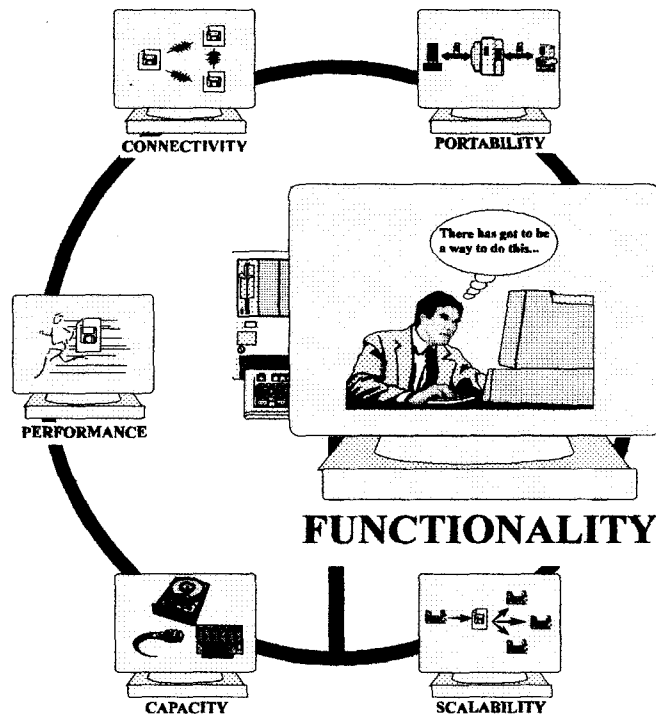 CONNECTIVITY
PORTABILITY
There has got to be
a way to do this...
PERFORMANCE
FUNCTIONALITY
CAPACITY
SCALABILITY